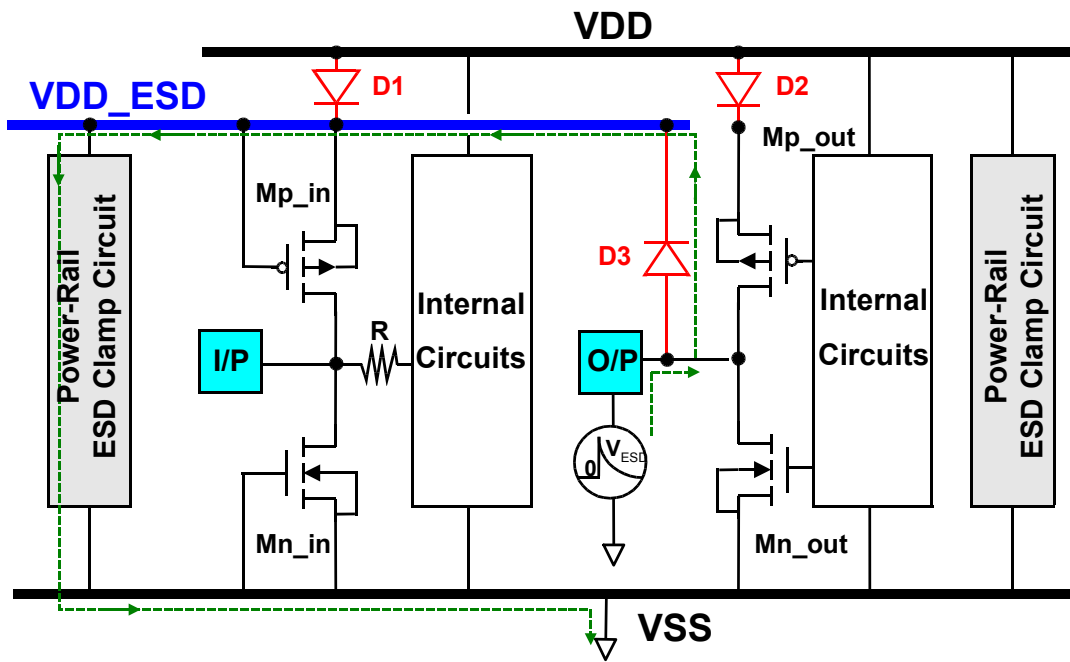 VDD
VDD_ESD
D1
D2
Mp_out
Mp_in
Power-Rail
ESD Clamp Circuit
D3
Internal
Circuits
Internal
Circuits
Power-Rail
ESD Clamp Circuit
R
I/P
O/P
0
VESD
Mn_in
Mn_out
VSS